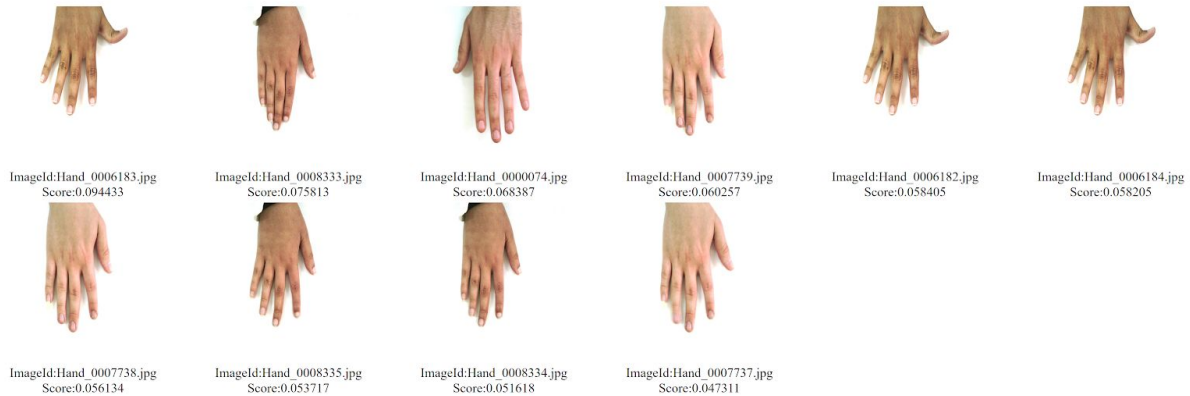 ImageId:Hand_0006183.jpg
Score:0.094433
ImageId:Hand_0008333.jpg
Score:0.075813
ImageId:Hand_0000074.jpg
Score:0.068387
ImageId:Hand_0007739.jpg
Score:0.060257
ImageId:Hand_0006182.jpg
Score:0.058405
ImageId:Hand_0006184.jpg
Score:0.058205
ImageId:Hand_0007738.jpg
Score:0.056134
ImageId:Hand_0008335.jpg
Score:0.053717
ImageId:Hand_0008334.jpg
Score:0.051618
ImageId:Hand_0007737.jpg
Score:0.047311